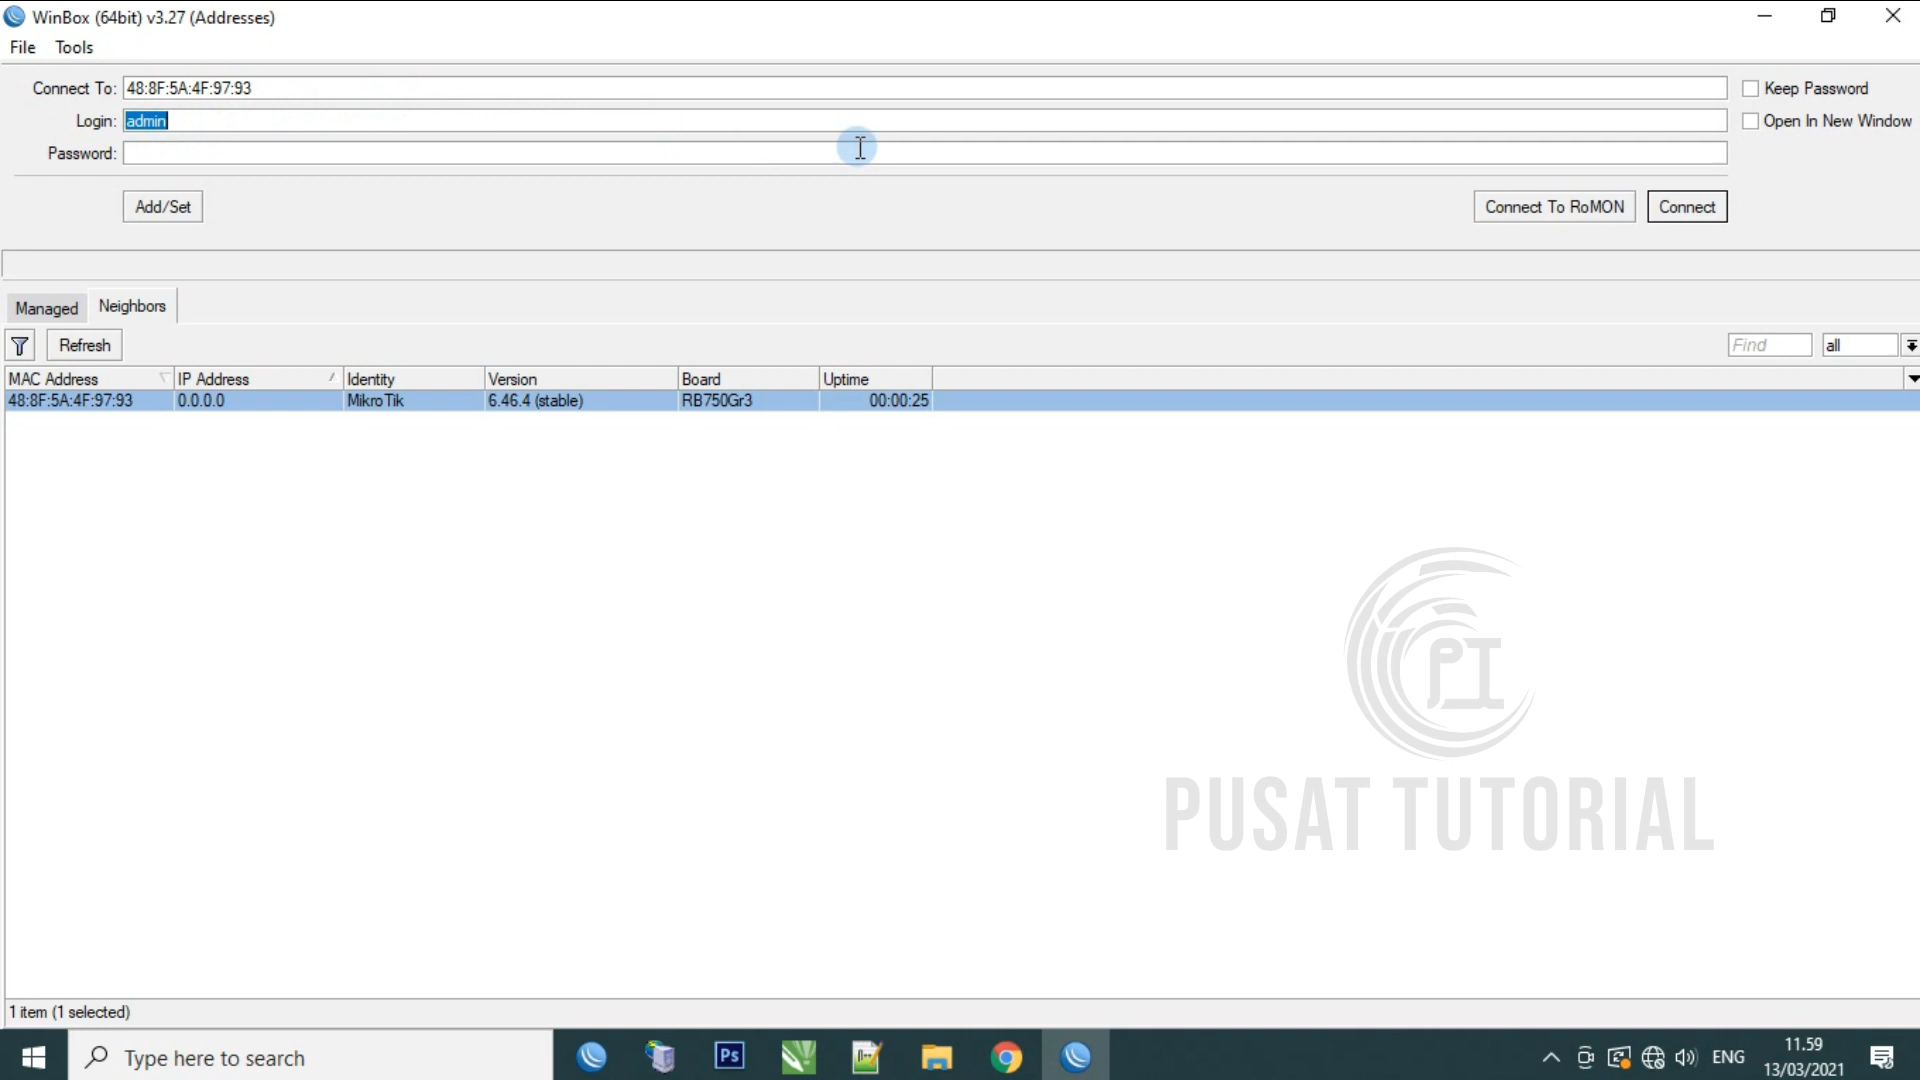 WinBox (64bit) v3.27 (Addresses)
File Tools
Connect To: 48:8F:5A:4F:97:93 Keep Password
Login: admin Open In New Window
Password:
Add/Set Connect To RoMON Connect
Managed Neighbors
Refresh Find all
MAC Address IP Address Identity Version Board Uptime
48:8F:5A:4F:97:93 0.0.0.0 MikroTik 6.46.4 (stable) RB750Gr3 00:00:25
PUSAT TUTORIAL
1 item (1 selected)
Type here to search Ps ENG 11.59
13/03/2021